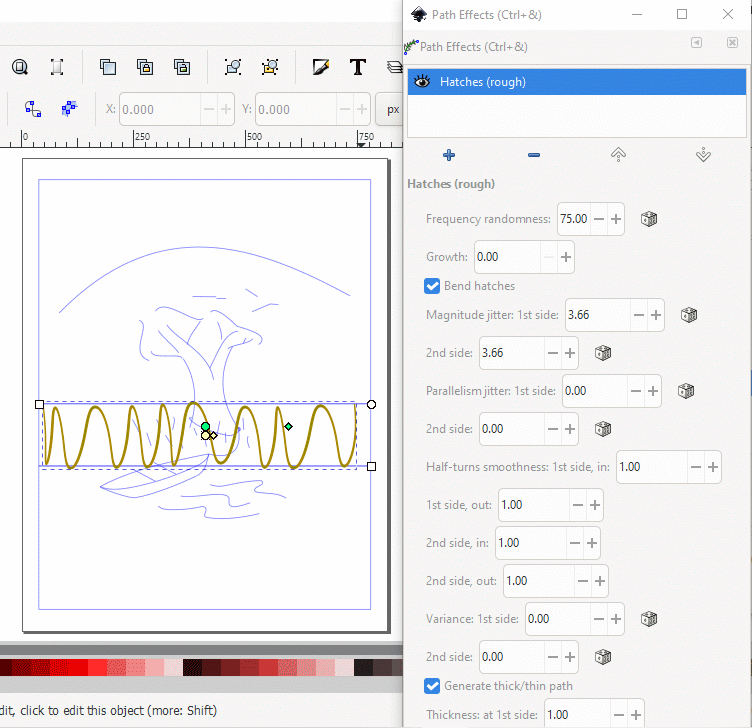 Path Effects (Ctrl+&)
Path Effects (Ctrl+&)
Hatches (rough)
X: 0.000
Y: 0.000
px
0
250
500
750
Hatches (rough)
Frequency randomness: 75.00
Growth: 0.00
Bend hatches
Magnitude jitter: 1st side: 3.66
2nd side: 3.66
Parallelism jitter: 1st side: 0.00
2nd side: 0.00
Half-turns smoothness: 1st side, in: 1.00
1st side, out: 1.00
2nd side, in: 1.00
2nd side, out: 1.00
Variance: 1st side: 0.00
2nd side: 0.00
Generate thick/thin path
Thickness: at 1st side: 1.00
dit, click to edit this object (more: Shift)